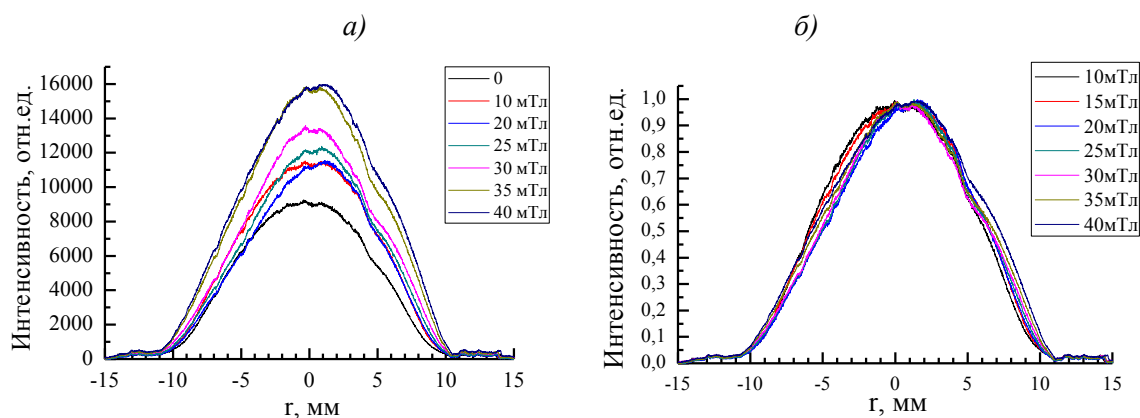 а)
б)
Интенсивность, отн.ед.
16000
14000
12000
10000
8000
6000
4000
2000
0
-15 -10 -5 0 5 10 15
r, мм
0
10 мТл
20 мТл
25 мТл
30 мТл
35 мТл
40 мТл
Интенсивность, отн.ед.
1,0
0,9
0,8
0,7
0,6
0,5
0,4
0,3
0,2
0,1
0,0
-15 -10 -5 0 5 10 15
r, мм
10мТл
15мТл
20мТл
25мТл
30мТл
35мТл
40мТл